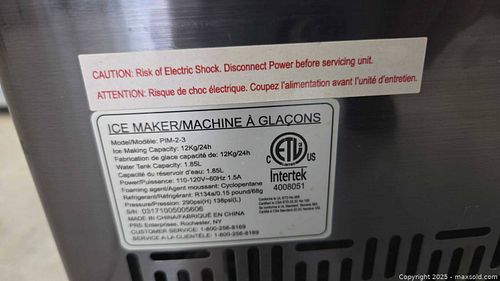 CAUTION: Risk of Electric Shock. Disconnect Power before servicing unit.
ATTENTION: Risque de choc électrique. Coupez l'alimentation avant l'unité d'entretien.
ICE MAKER/MACHINE À GLAÇONS
Model/Modèle: PIM-2-3
Ice Making Capacity: 12Kg/24h
Fabrication de glace capacité de: 12Kg/24h
Water Tank Capacity: 1.85L
Capacité du réservoir d'eau: 1.85L
Power/Puissance: 110-120V~60Hz 1.5A
Foaming agent/Agent moussant: Cyclopentane
Refrigerant/Réfrigérant: R134a/0.15 pound/68g
Pressure/Pression: 290psi(H) 138psi(L)
S/N: 03171005005606
MADE IN CHINA/FABRIQUÉ EN CHINA
PRS Enterprises, Rochester, NY
CUSTOMER SERVICE: 1-800-256-8169
SERVICE À LA CLIENTÈLE: 1-800-256-8169
C ETL US
LISTED
Intertek
4008051
Copyright © 2025 - maxsold.com